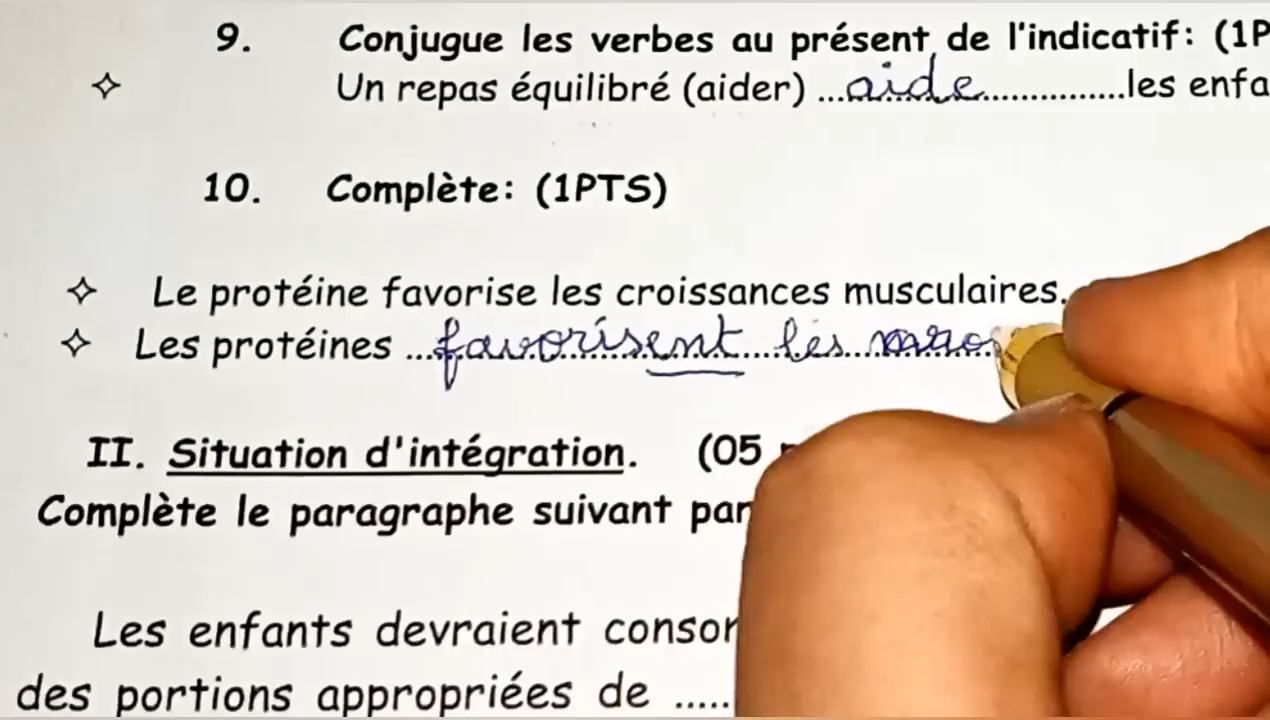 9. Conjugue les verbes au présent de l'indicatif: (1P
Un repas équilibré (aider) ...aide...............les enfa
10. Complète: (1PTS)
Le protéine favorise les croissances musculaires.
Les protéines ...favorisent les
II. Situation d'intégration. (05
Complète le paragraphe suivant par
Les enfants devraient consom
des portions appropriées de .....